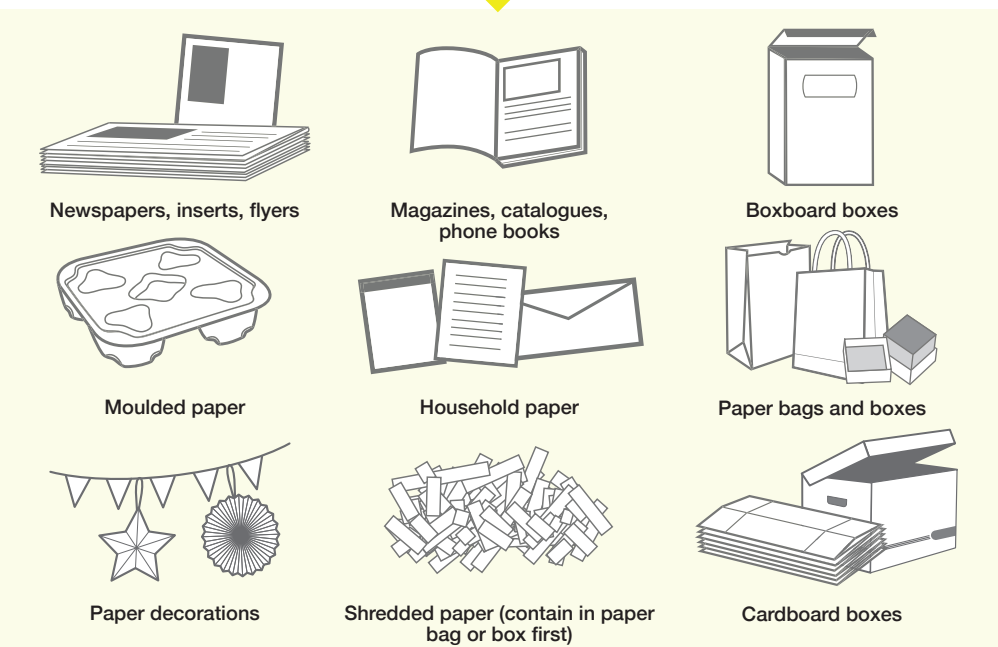 Newspapers, inserts, flyers
Magazines, catalogues,
phone books
Boxboard boxes
Moulded paper
Household paper
Paper bags and boxes
Paper decorations
Shredded paper (contain in paper
bag or box first)
Cardboard boxes